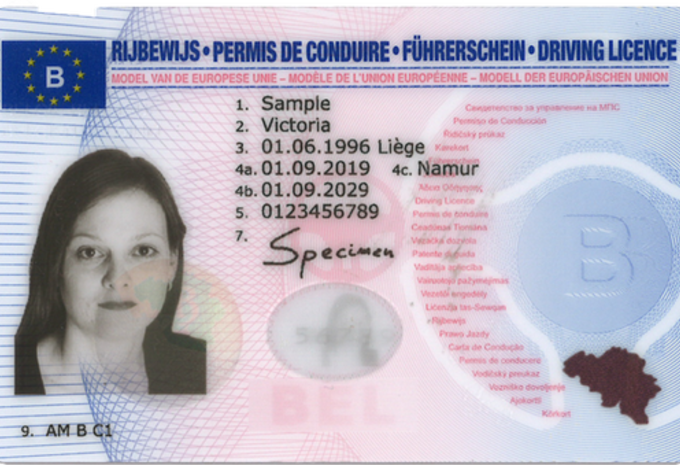 B
RIJBEWIJS • PERMIS DE CONDUIRE • FÜHRERSCHEIN • DRIVING LICENCE
MODEL VAN DE EUROPESE UNIE – MODÈLE DE L'UNION EUROPÉENNE – MODELL DER EUROPÄISCHEN UNION
1. Sample
2. Victoria
3. 01.06.1996 Liège
4a. 01.09.2019 4c. Namur
4b. 01.09.2029
5. 0123456789
7. Specimen
Свидетелство за управление на МПС
Permiso de Conducción
Řidičský průkaz
Kørekort
Führerschein
Άδεια Οδήγησης
Driving Licence
Permis de conduire
Ceadúnas Tiomána
Vozačka dozvola
Patente di guida
Vadītāja apliecība
Vairuotojo pažymėjimas
Vezetői engedély
Liċenzja tas-Sewqan
Rijbewijs
Prawo Jazdy
Carta de Condução
Permis de conducere
Vodičský preukaz
Vozniško dovoljenje
Ajokortti
Körkort
B
BEL
9. AM B C1